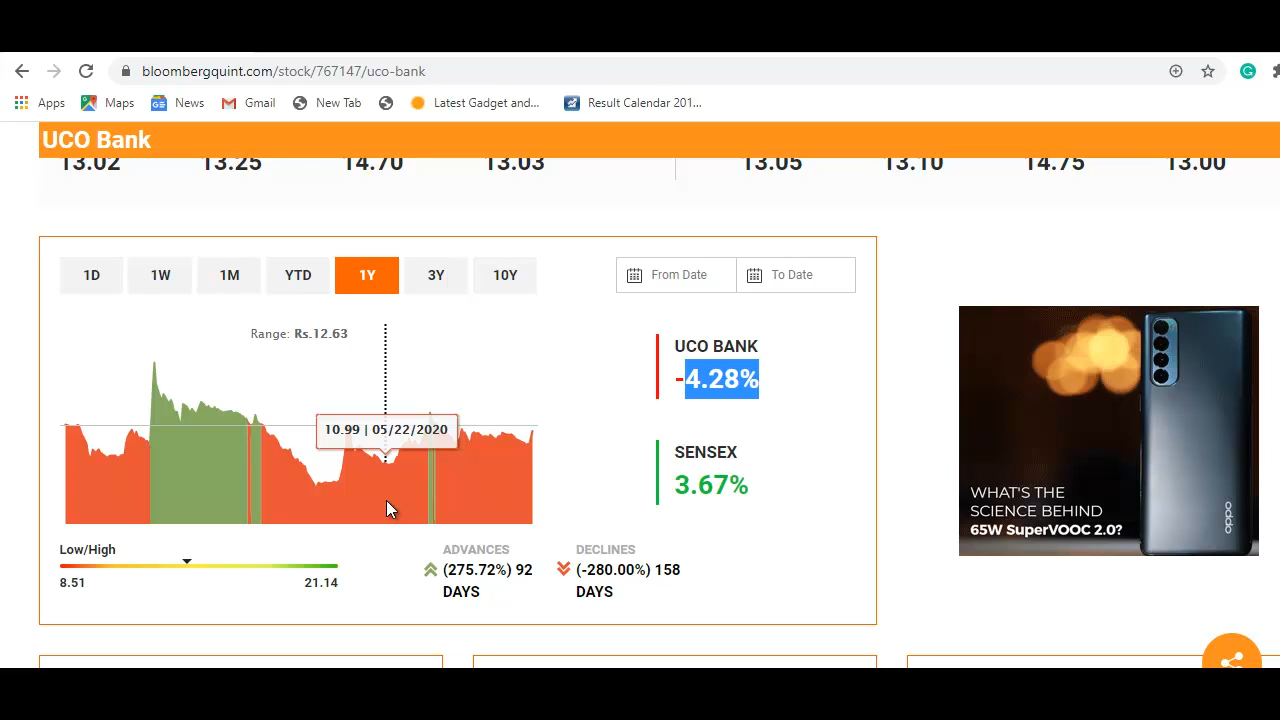 bloombergquint.com/stock/767147/uco-bank
Apps Maps News Gmail New Tab Latest Gadget and... Result Calendar 201...
UCO Bank
13.02 13.25 14.70 13.03 13.05 13.10 14.75 13.00
1D 1W 1M YTD 1Y 3Y 10Y From Date To Date
Range: Rs.12.63
UCO BANK
-4.28%
10.99 | 05/22/2020
SENSEX
3.67%
Low/High
8.51 21.14
ADVANCES
(275.72%) 92
DAYS
DECLINES
(-280.00%) 158
DAYS
WHAT'S THE
SCIENCE BEHIND
65W SuperVOOC 2.0?
oppo